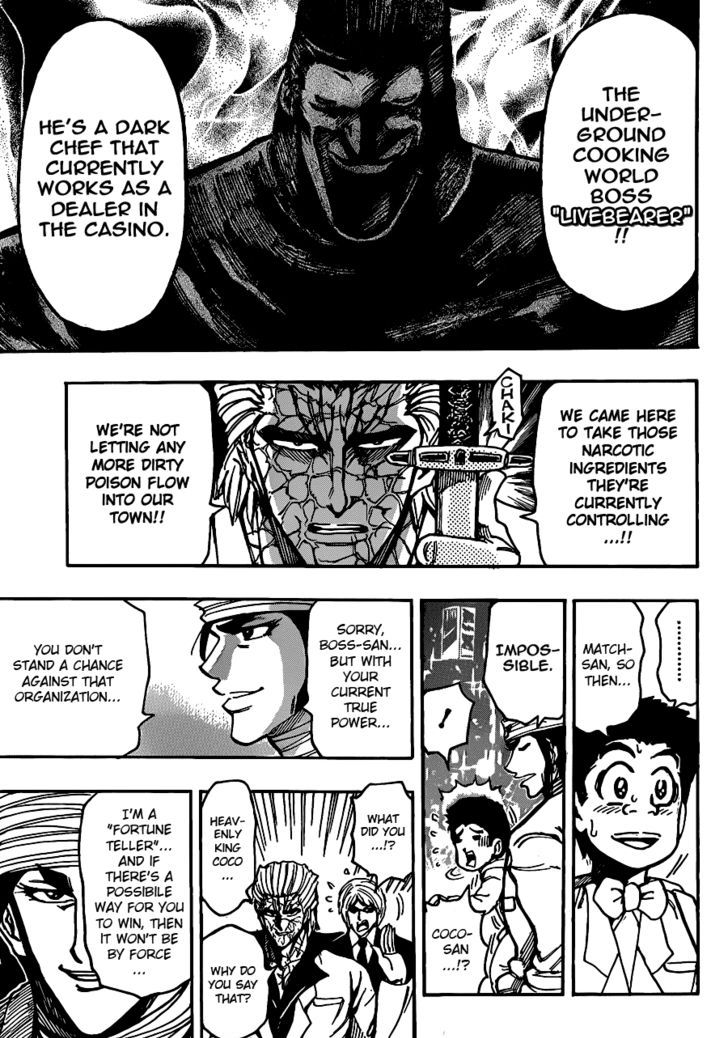 THE
UNDER-
GROUND
COOKING
WORLD
BOSS
"LIVEBEARER"
!!
HE'S A DARK
CHEF THAT
CURRENTLY
WORKS AS A
DEALER IN
THE CASINO.
WE CAME HERE
TO TAKE THOSE
NARCOTIC
INGREDIENTS
THEY'RE
CURRENTLY
CONTROLLING
...!!
CHAKI
WE'RE NOT
LETTING ANY
MORE DIRTY
POISON FLOW
INTO OUR
TOWN!!
.........
MATCH-
SAN, SO
THEN...
IMPOS-
SIBLE.
!
COCO-
SAN
...!?
SORRY,
BOSS-SAN...
BUT WITH
YOUR
CURRENT
TRUE
POWER...
YOU DON'T
STAND A CHANCE
AGAINST THAT
ORGANIZATION...
WHAT
DID YOU
...!?
HEAV-
ENLY
KING
COCO
...
WHY DO
YOU SAY
THAT?
I'M A
"FORTUNE
TELLER"...
AND IF
THERE'S A
POSSIBILE
WAY FOR YOU
TO WIN, THEN
IT WON'T BE
BY FORCE
...